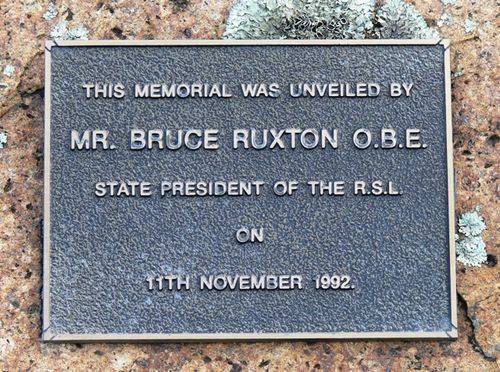 THIS MEMORIAL WAS UNVEILED BY
MR. BRUCE RUXTON O.B.E.
STATE PRESIDENT OF THE R.S.L.
ON
11TH NOVEMBER 1992.